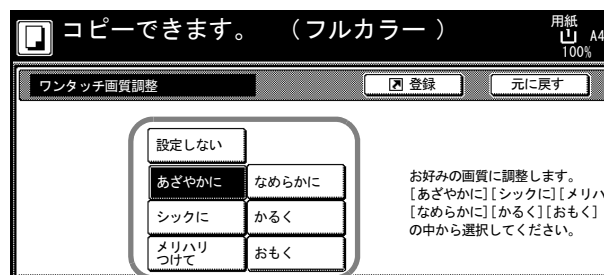 コピーできます。 （フルカラー ）
用紙
A4
100%
ワンタッチ画質調整
登録
元に戻す
設定しない
あざやかに
なめらかに
シックに
かるく
メリハリ
つけて
おもく
お好みの画質に調整します。
[あざやかに][シックに][メリハ
[なめらかに][かるく][おもく]
の中から選択してください。